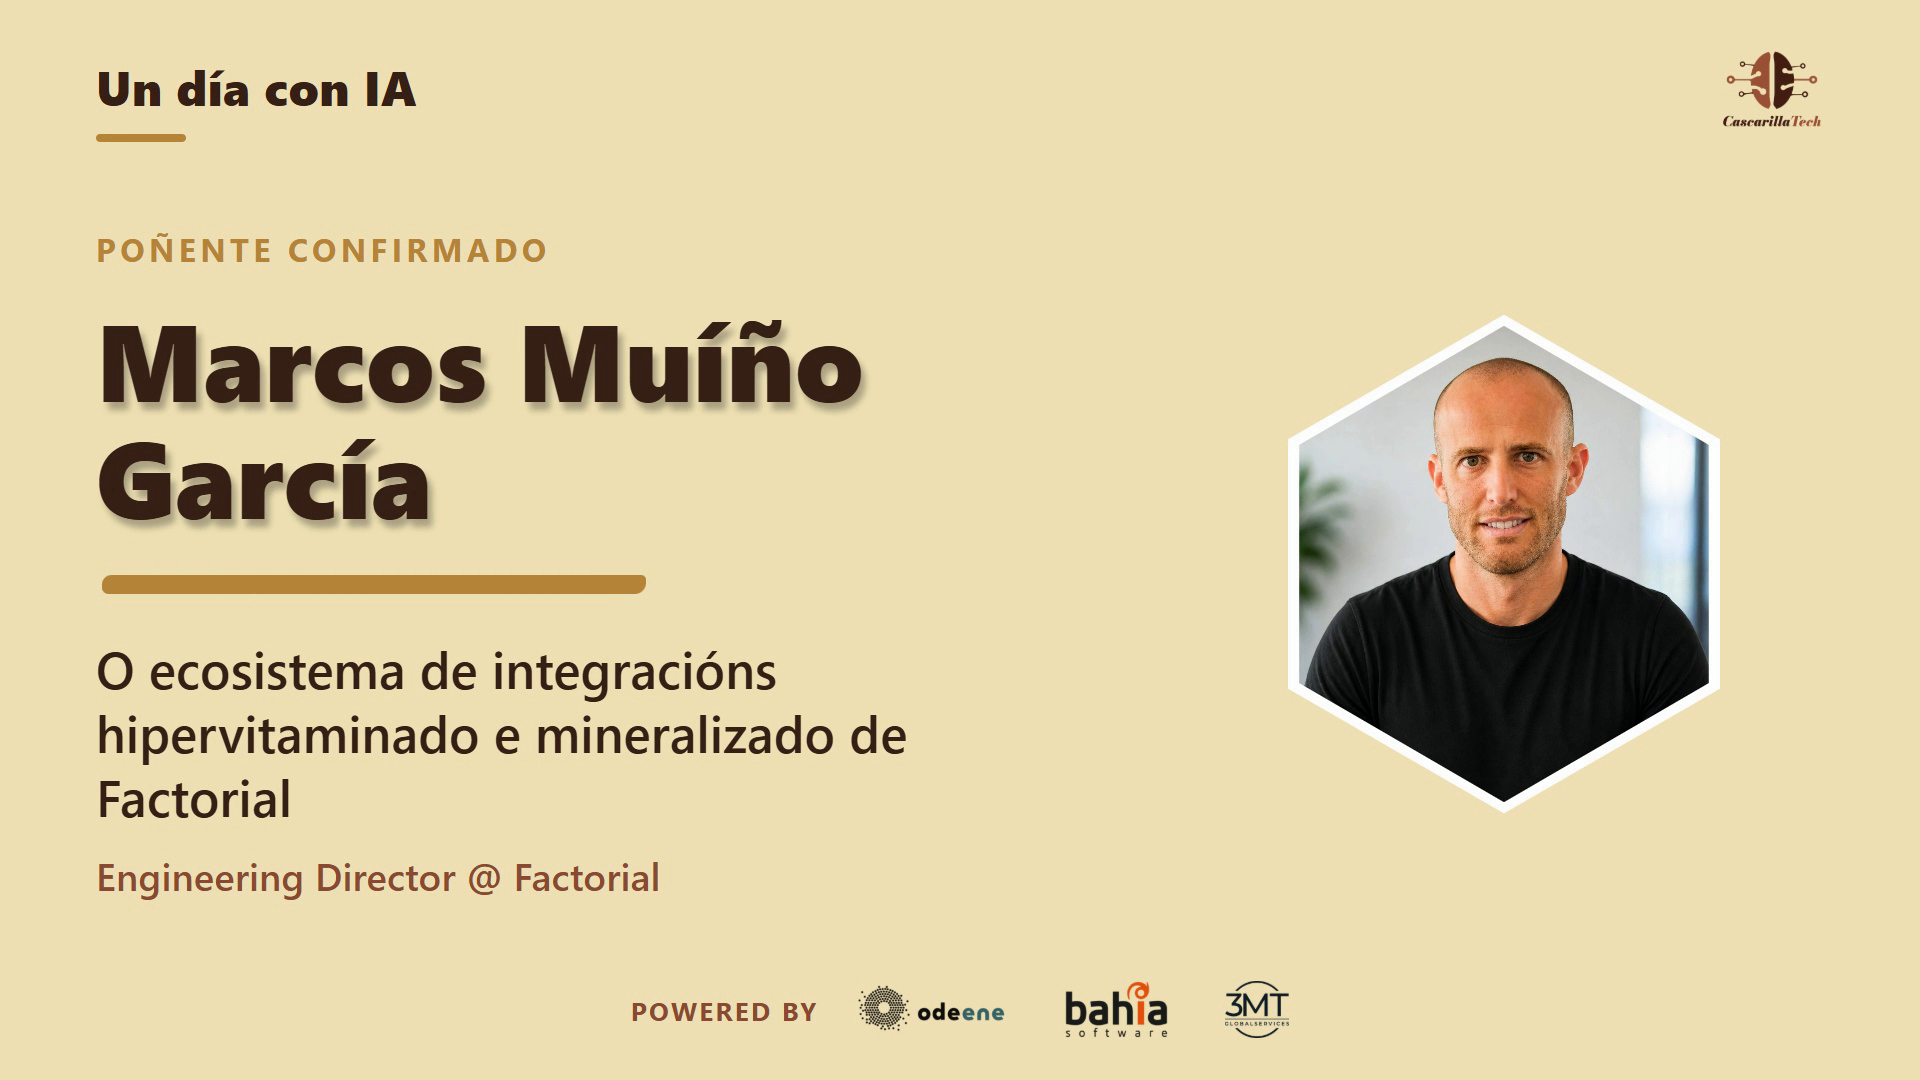 Un día con IA
CascarillaTech
POÑENTE CONFIRMADO
Marcos Muíño
García
O ecosistema de integracións
hipervitaminado e mineralizado de
Factorial
Engineering Director @ Factorial
POWERED BY
odeene
bahia
software
3MT
GLOBALSERVICES